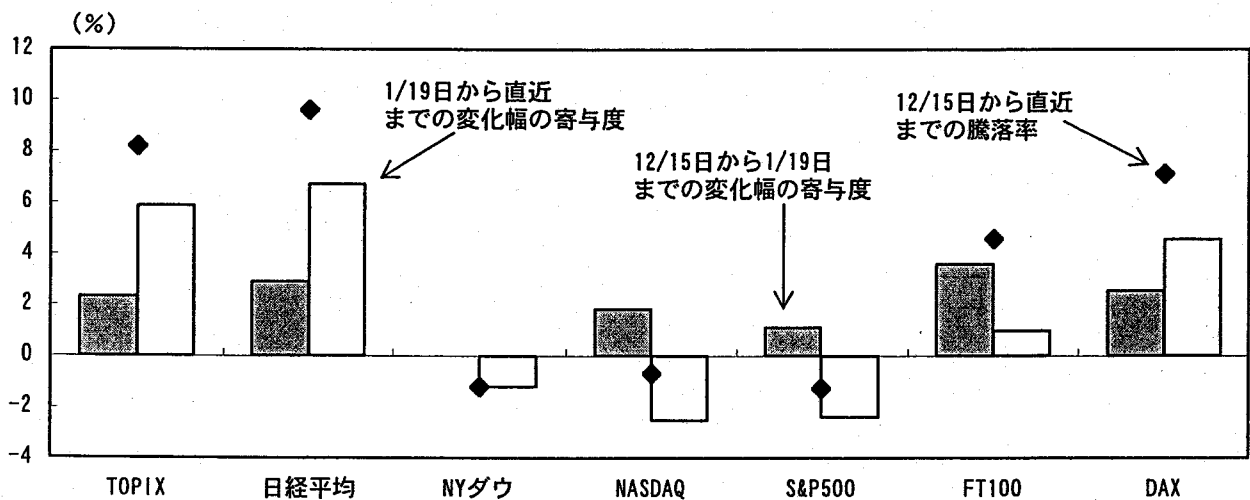 (%)
12
10
8
6
4
2
0
-2
-4
1/19日から直近
までの変化幅の寄与度
12/15日から1/19日
までの変化幅の寄与度
12/15日から直近
までの騰落率
TOPIX 日経平均 NYダウ NASDAQ S&P500 FT100 DAX